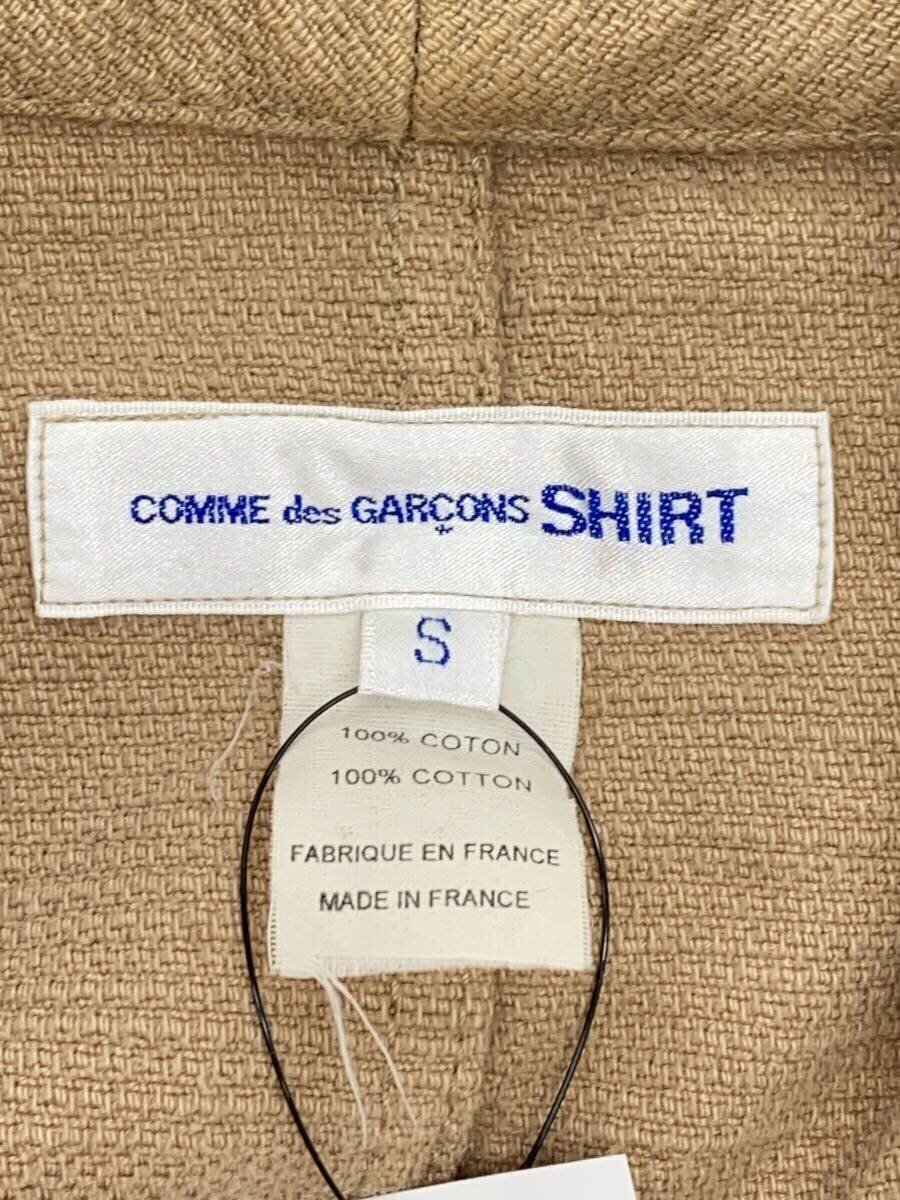 COMME des GARÇONS SHIRT
S
100% COTON
100% COTTON
FABRIQUE EN FRANCE
MADE IN FRANCE